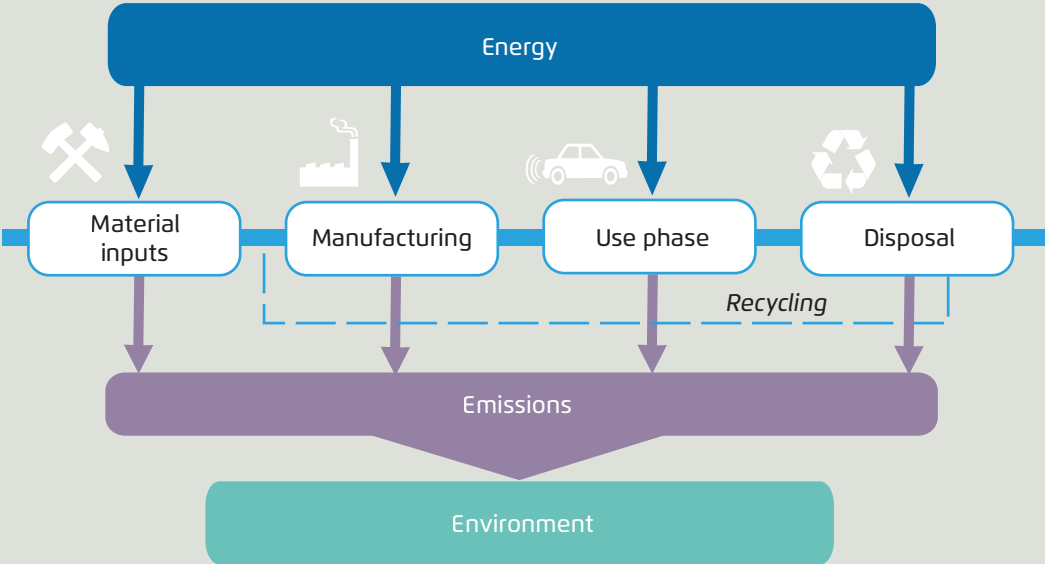 Energy
Material
inputs
Manufacturing
Use phase
Disposal
Recycling
Emissions
Environment